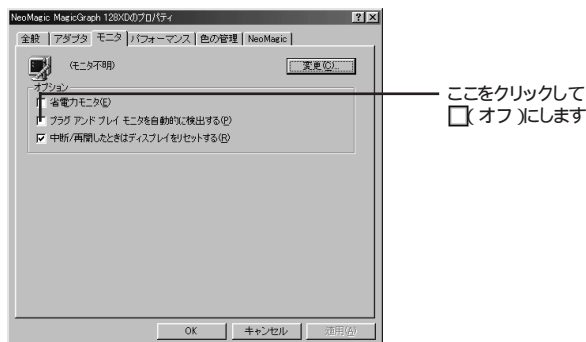 NeoMagic MagicGraph 128XDのプロパティ
全般 アダプタ モニタ パフォーマンス 色の管理 NeoMagic
(モニタ不明)
変更(C)...
オプション
省電力モニタ(E)
プラグ アンド プレイ モニタを自動的に検出する(P)
中断/再開したときはディスプレイをリセットする(R)
OK キャンセル 適用(A)
ここをクリックして
□(オフ)にします